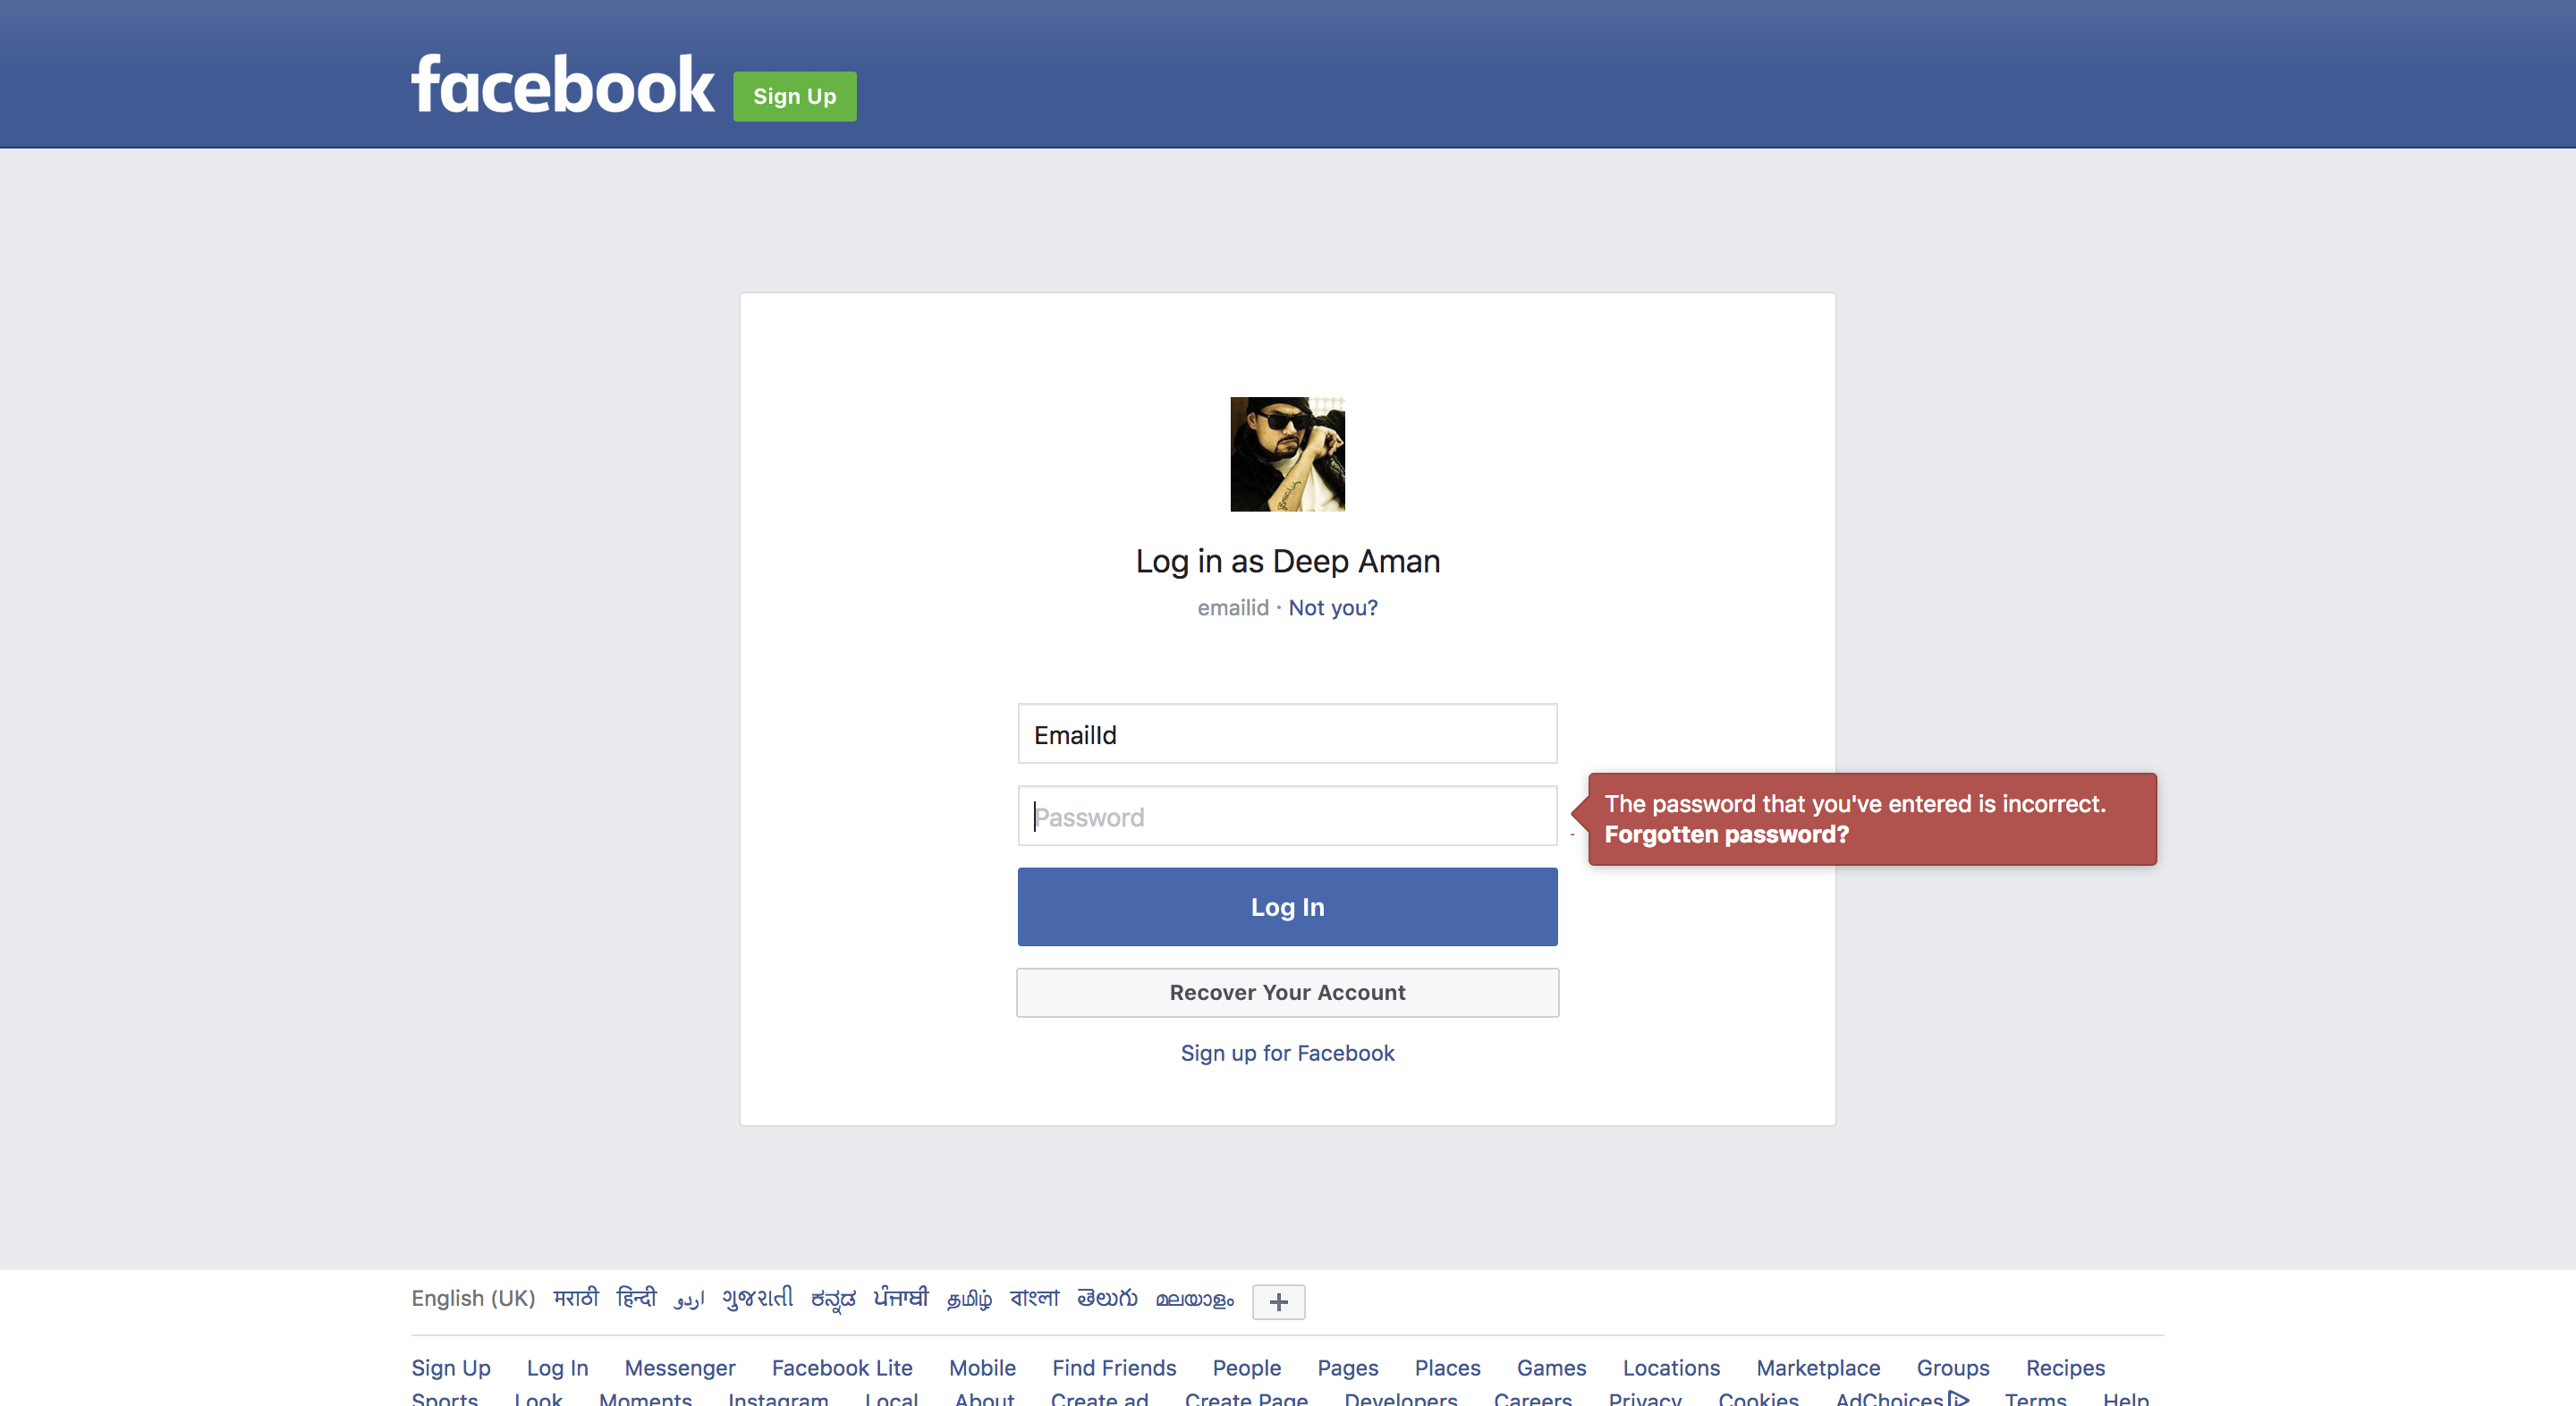 facebook Sign Up
Log in as Deep Aman
emailid · Not you?
EmailId
Password
The password that you've entered is incorrect.
Forgotten password?
Log In
Recover Your Account
Sign up for Facebook
English (UK) मराठी हिन्दी اردو ગુજરાતી ಕನ್ನಡ ਪੰਜਾਬੀ தமிழ் বাংলা తెలుగు മലയാളം +
Sign Up Log In Messenger Facebook Lite Mobile Find Friends People Pages Places Games Locations Marketplace Groups Recipes
Sports Look Moments Instagram Local About Create ad Create Page Developers Careers Privacy Cookies AdChoices Terms Help